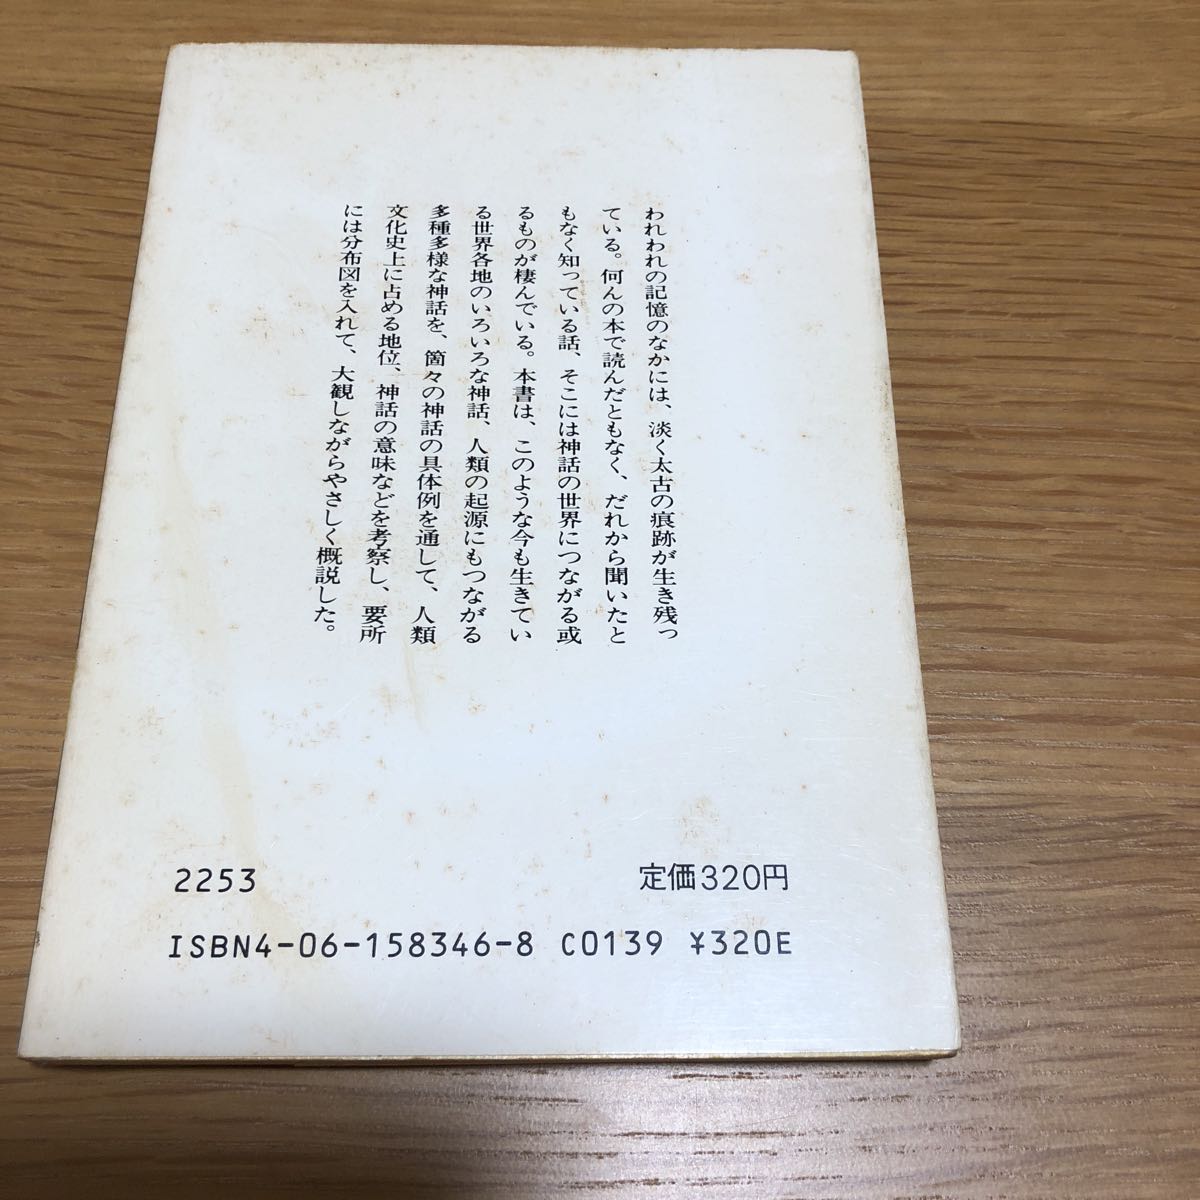 われわれの記憶のなかには、淡く太古の痕跡が生き残っ
ている。何んの本で読んだともなく、だれから聞いたと
もなく知っている話、そこには神話の世界につながる或
るものが棲んでいる。本書は、このような今も生きてい
る世界各地のいろいろな神話、人類の起源にもつながる
多種多様な神話を、箇々の神話の具体例を通して、人類
文化史上に占める地位、神話の意味などを考察し、要所
には分布図を入れて、大観しながらやさしく概説した。
2253
定価320円
ISBN4-06-158346-8 C0139 ¥320E